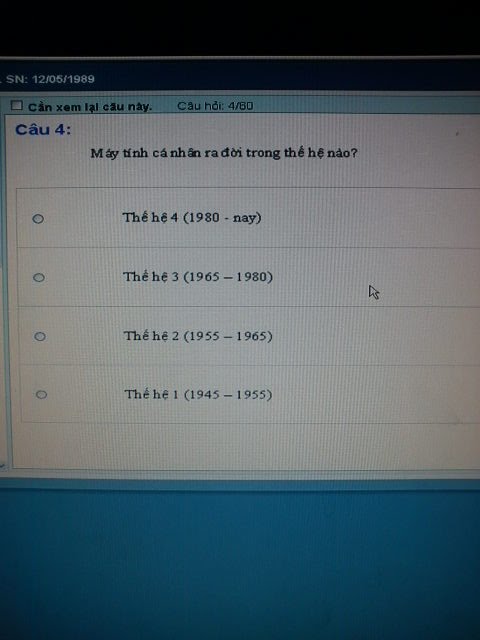 . SN: 12/05/1989
Cần xem lại câu này. Câu hỏi: 4/60
Câu 4:
Máy tính cá nhân ra đời trong thế hệ nào?
Thế hệ 4 (1980 - nay)
Thế hệ 3 (1965 – 1980)
Thế hệ 2 (1955 – 1965)
Thế hệ 1 (1945 – 1955)